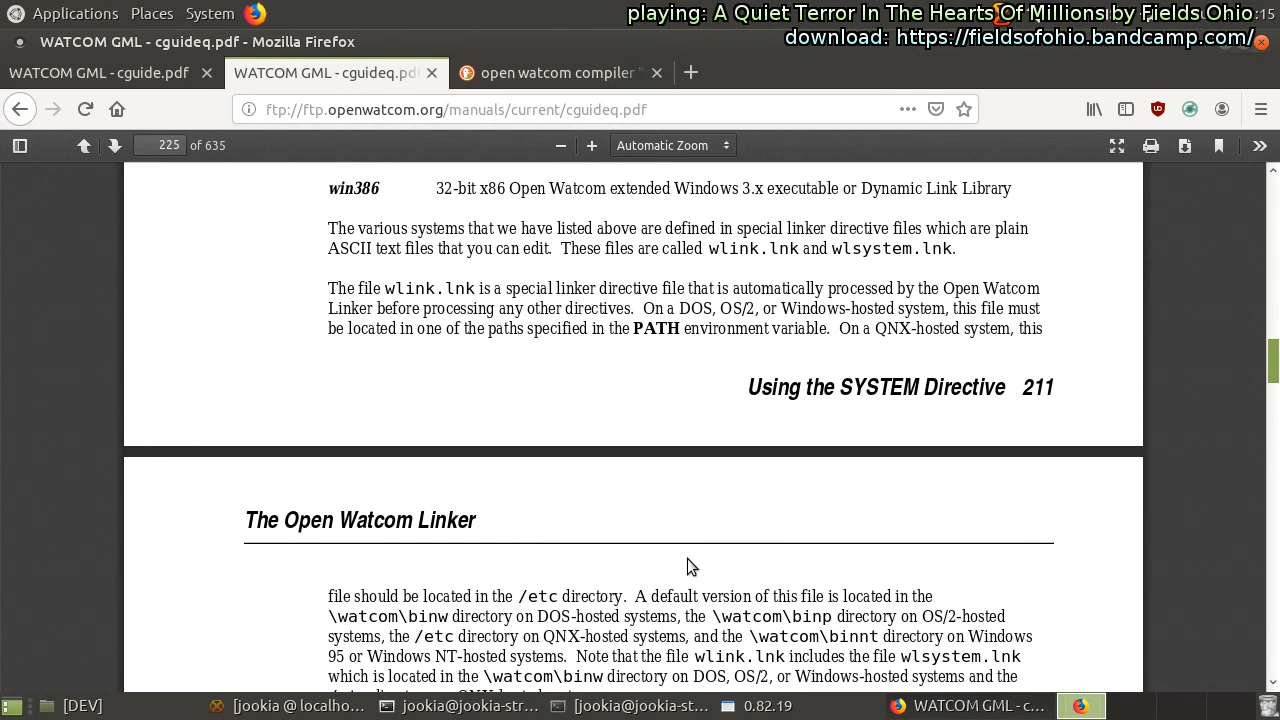 Applications Places System
playing: A Quiet Terror In The Hearts Of Millions by Fields Ohio
:15
download: https://fieldsofohio.bandcamp.com/
WATCOM GML - cguideq.pdf - Mozilla Firefox
WATCOM GML - cguide.pdf
WATCOM GML - cguideq.pdf
open watcom compiler "
ftp://ftp.openwatcom.org/manuals/current/cguideq.pdf
225 of 635
Automatic Zoom
win386 32-bit x86 Open Watcom extended Windows 3.x executable or Dynamic Link Library
The various systems that we have listed above are defined in special linker directive files which are plain
ASCII text files that you can edit. These files are called wlink.lnk and wlsystem.lnk.
The file wlink.lnk is a special linker directive file that is automatically processed by the Open Watcom
Linker before processing any other directives. On a DOS, OS/2, or Windows-hosted system, this file must
be located in one of the paths specified in the PATH environment variable. On a QNX-hosted system, this
Using the SYSTEM Directive 211
The Open Watcom Linker
file should be located in the /etc directory. A default version of this file is located in the
\watcom\binw directory on DOS-hosted systems, the \watcom\binp directory on OS/2-hosted
systems, the /etc directory on QNX-hosted systems, and the \watcom\binnt directory on Windows
95 or Windows NT-hosted systems. Note that the file wlink.lnk includes the file wlsystem.lnk
which is located in the \watcom\binw directory on DOS, OS/2, or Windows-hosted systems and the
[DEV]
[jookia @ localho...
jookia@jookia-str...
[jookia@jookia-st...
0.82.19
WATCOM GML - c...